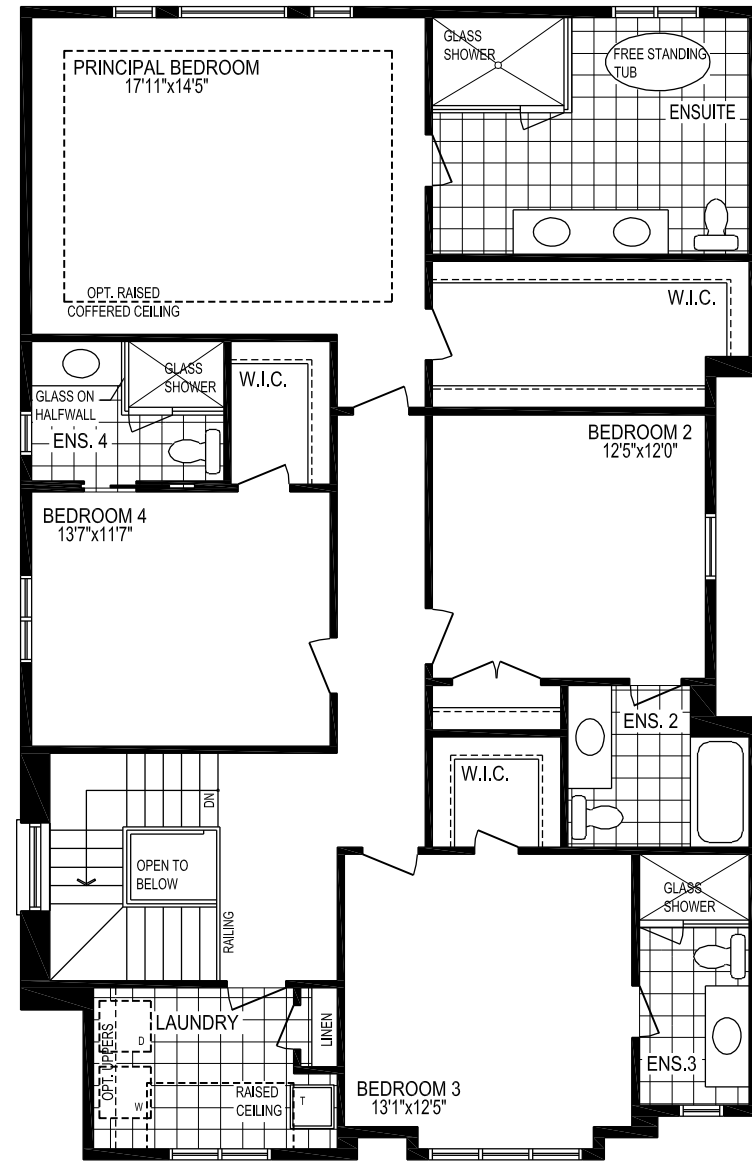 PRINCIPAL BEDROOM
17'11"x14'5"
OPT. RAISED
COFFERED CEILING
GLASS
SHOWER
FREE STANDING
TUB
ENSUITE
W.I.C.
GLASS
SHOWER
GLASS ON
HALFWALL
ENS. 4
W.I.C.
BEDROOM 2
12'5"x12'0"
BEDROOM 4
13'7"x11'7"
ENS. 2
W.I.C.
DN
OPEN TO
BELOW
RAILING
GLASS
SHOWER
LAUNDRY
LINEN
OPT. UPPERS
D
W
RAISED
CEILING
T
BEDROOM 3
13'1"x12'5"
ENS.3